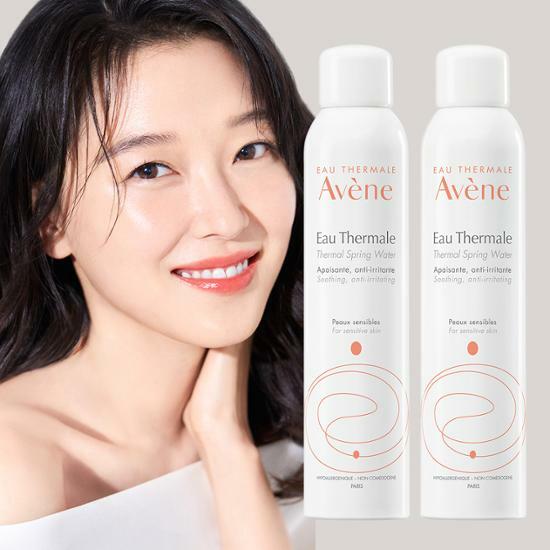 EAU THERMALE
Avène
Eau Thermale
Thermal Spring Water
Apaisante, anti-irritante
Soothing, anti-irritating
Peaux sensibles
For sensitive skin
HYPOALLERGÉNIQUE - NON COMÉDOGÈNE
PARIS
EAU THERMALE
Avène
Eau Thermale
Thermal Spring Water
Apaisante, anti-irritante
Soothing, anti-irritating
Peaux sensibles
For sensitive skin
HYPOALLERGÉNIQUE - NON COMÉDOGÈNE
PARIS